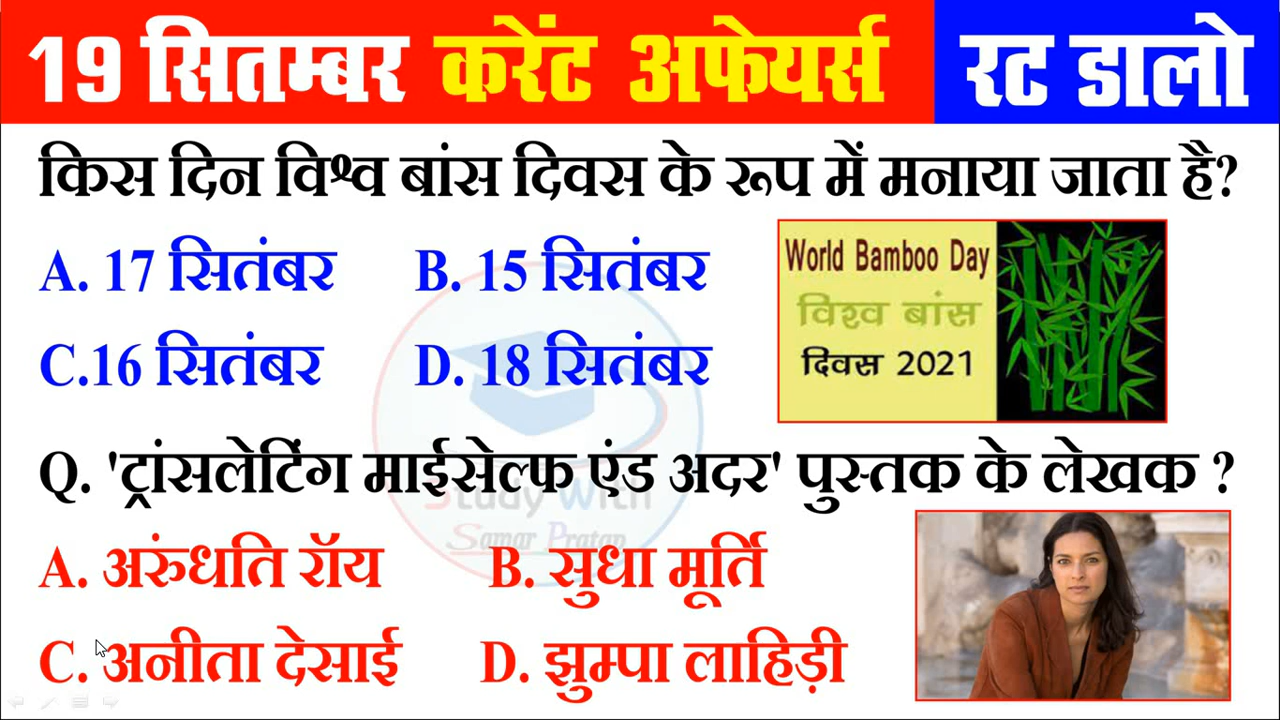 19 सितम्बर करेंट अफेयर्स रट डालो
किस दिन विश्व बांस दिवस के रूप में मनाया जाता है?
A. 17 सितंबर B. 15 सितंबर
C.16 सितंबर D. 18 सितंबर
World Bamboo Day
विश्व बांस
दिवस 2021
Q. 'ट्रांसलेटिंग माईसेल्फ एंड अदर' पुस्तक के लेखक ?
Study With
Samar Pratap
A. अरुंधति रॉय B. सुधा मूर्ति
C. अनीता देसाई D. झुम्पा लाहिड़ी